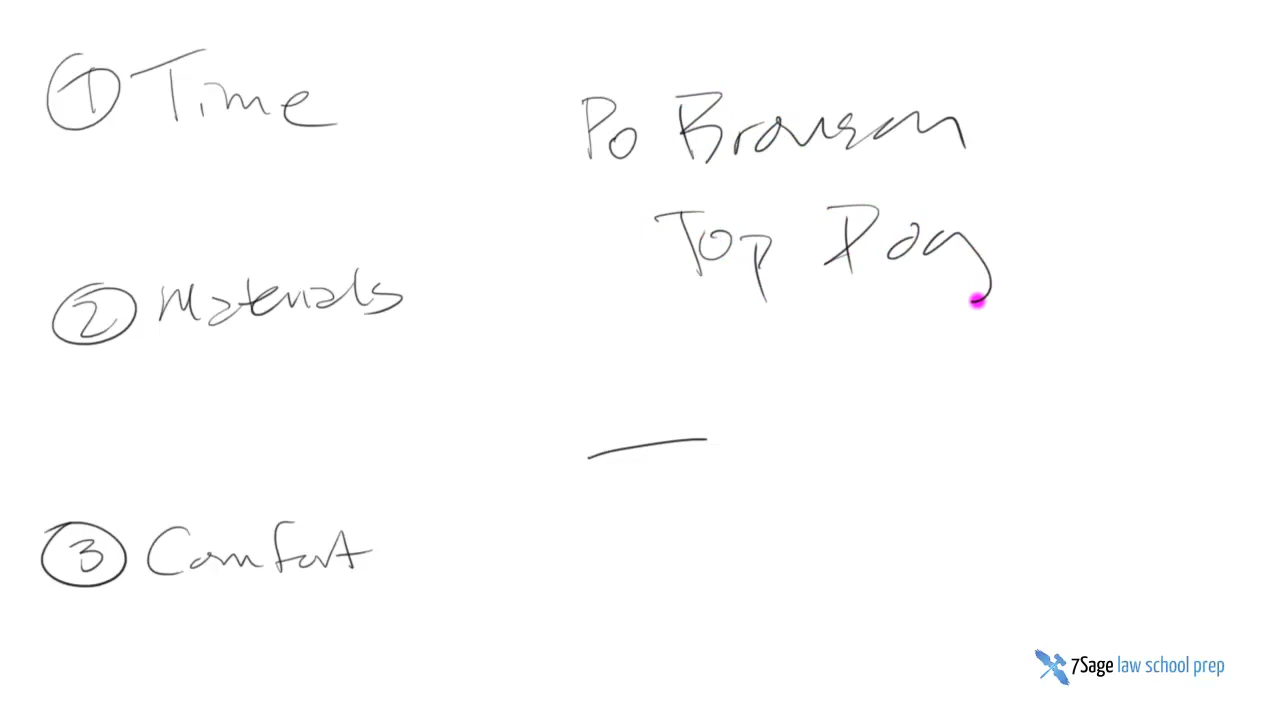 ① Time
② Materials
③ Comfort
Po Bronson
Top Dog
7Sage law school prep